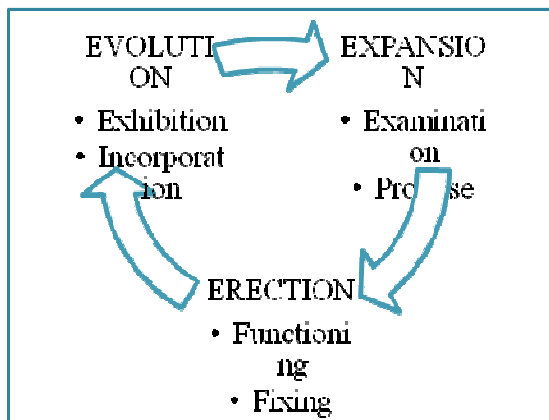 EVOLUTI
ON
• Exhibition
• Incorporat
ion
EXPANSIO
N
• Examinati
on
ERECTION
• Functioni
ng
• Fixing